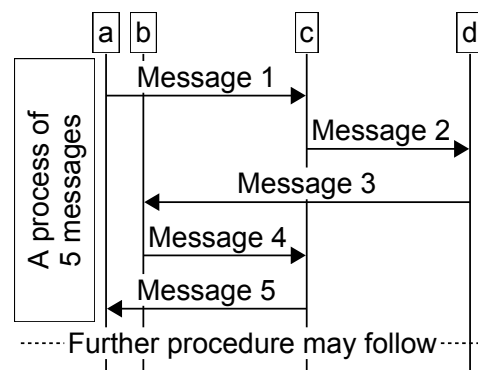 a b c d
A process of
5 messages
Message 1
Message 2
Message 3
Message 4
Message 5
Further procedure may follow